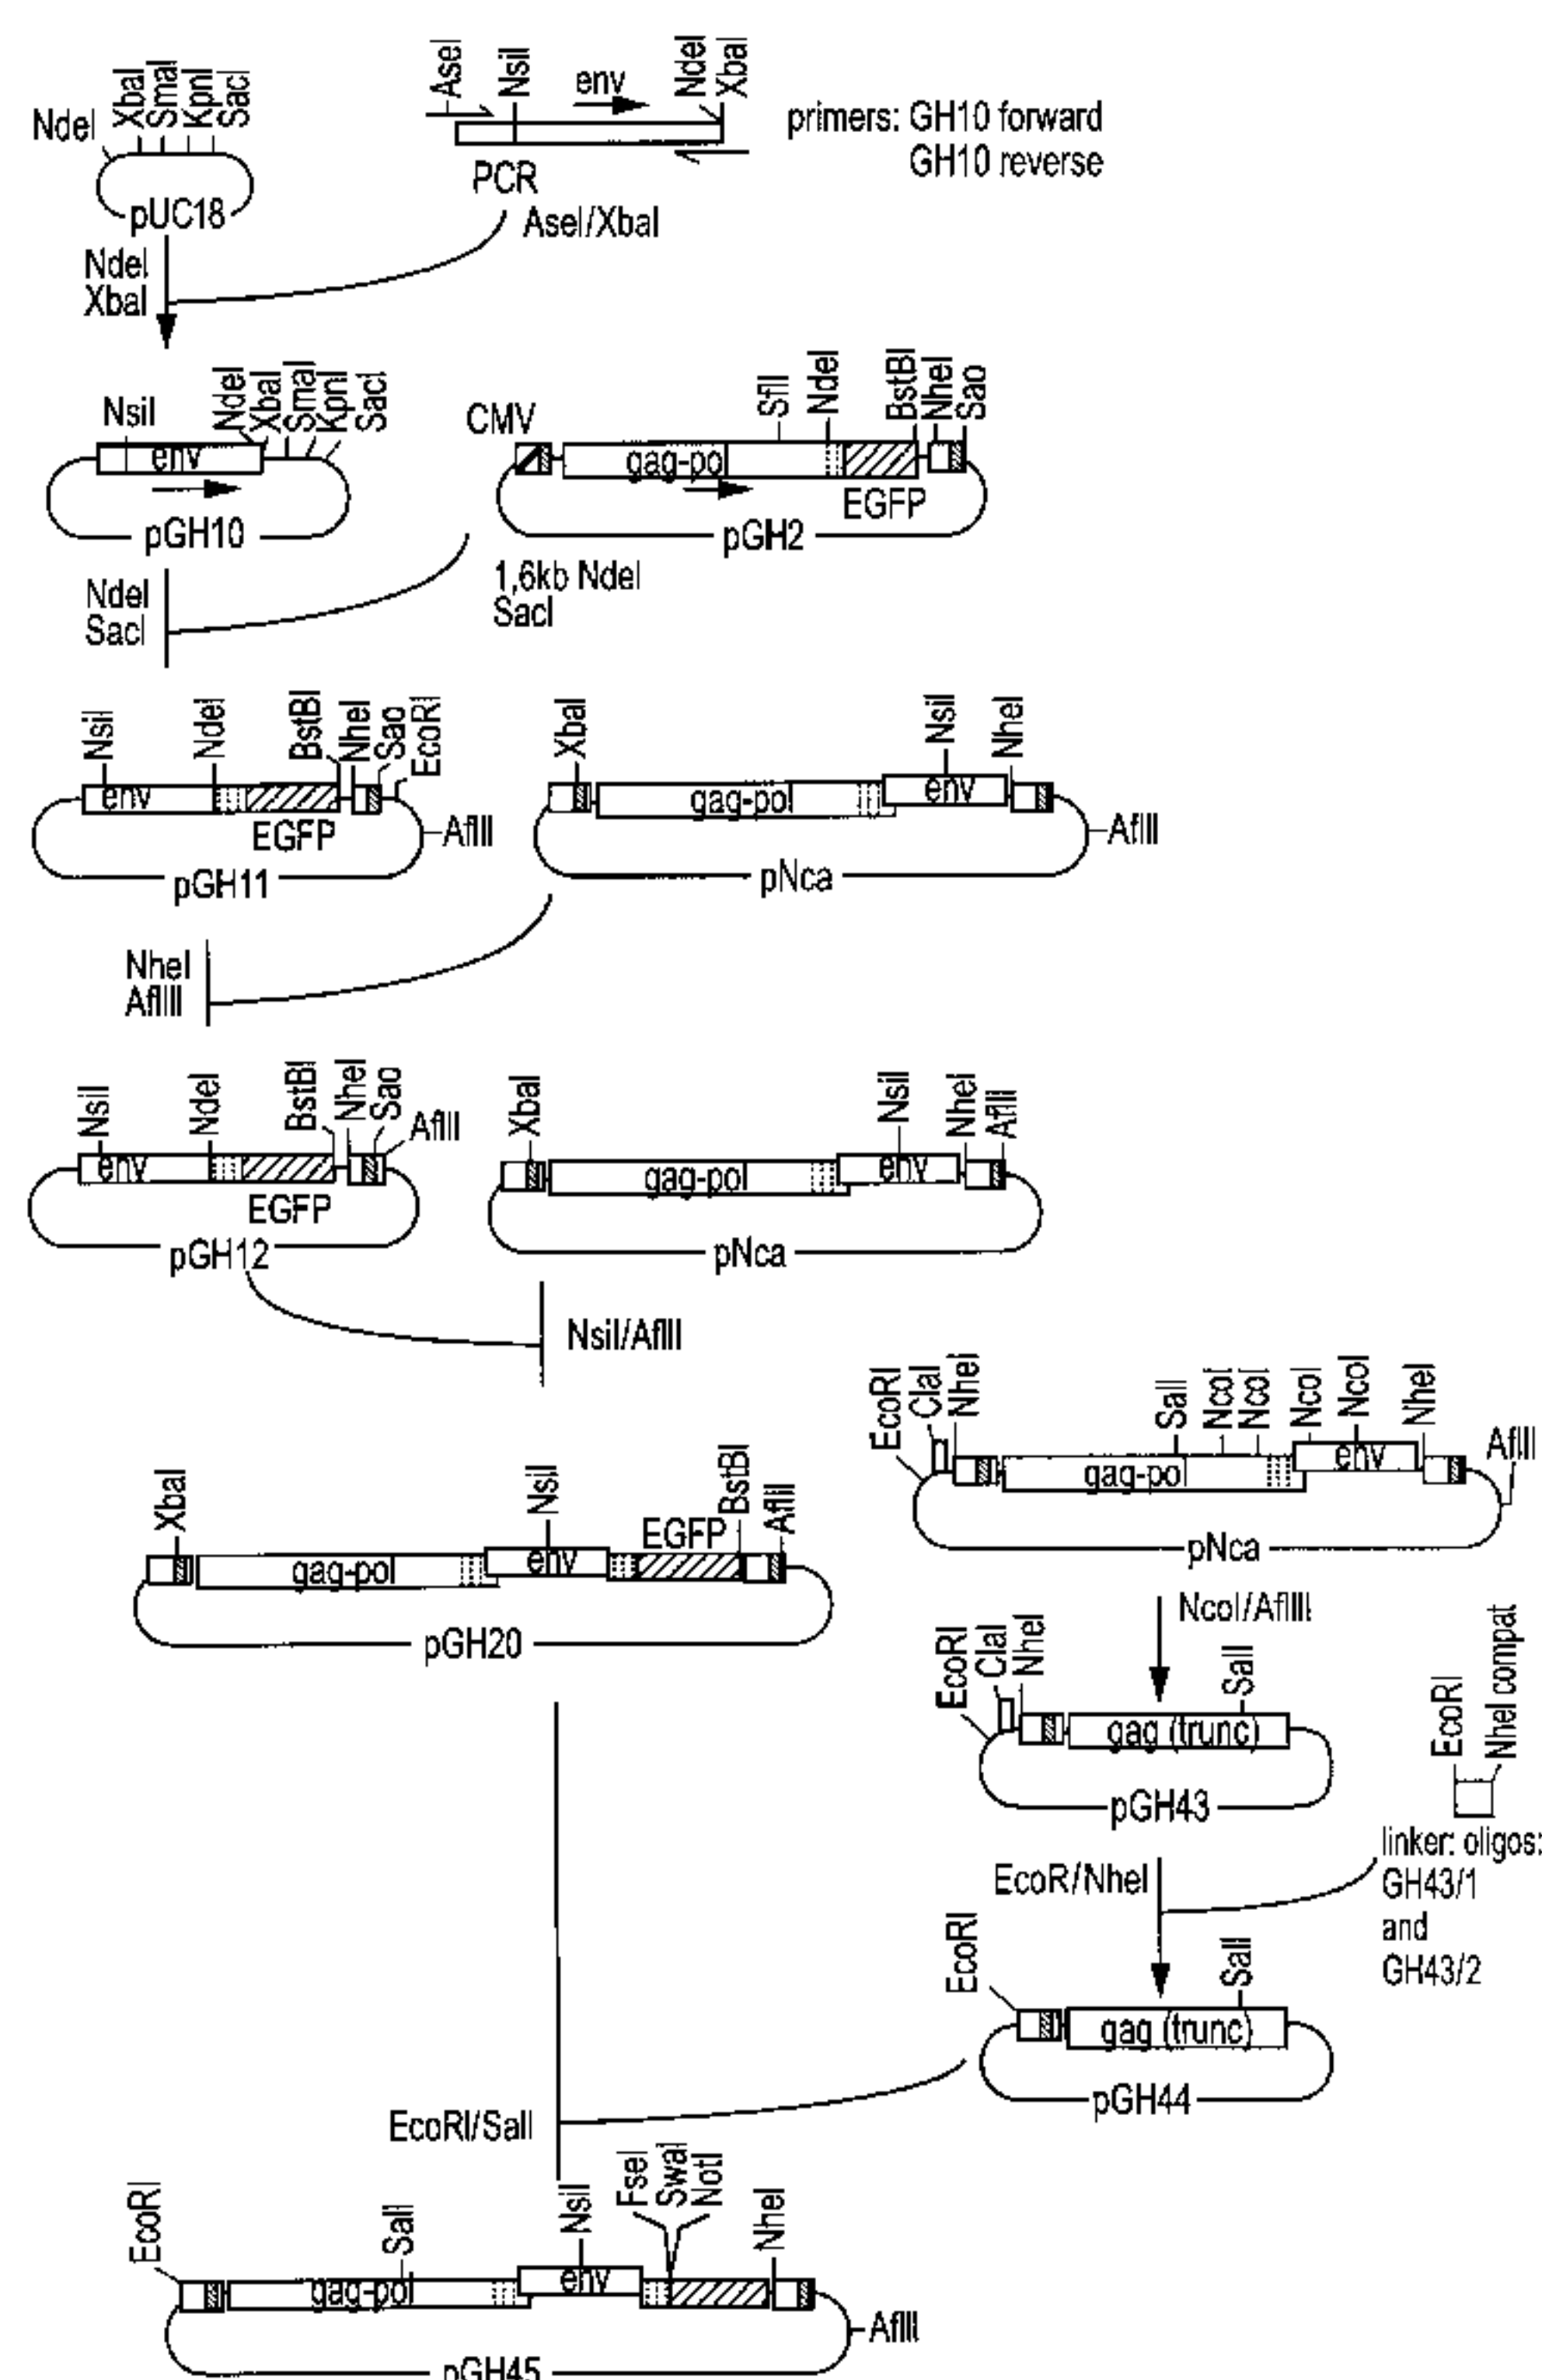 NdeI
XbaI
SmaI
KpnI
SacI
pUC18
AseI
NsiI
env
NdeI
XbaI
PCR
AseI/XbaI
primers: GH10 forward
GH10 reverse
NdeI
XbaI
NsiI
NdeI
XbaI
SmaI
KpnI
SacI
env
pGH10
CMV
SfiI
NdeI
BstBI
NheI
Sao
gag-pol
EGFP
pGH2
1,6kb NdeI
SacI
NdeI
SacI
NsiI
NdeI
BstBI
NheI
Sao
EcoRI
env
EGFP
AflII
pGH11
XbaI
NsiI
NheI
gag-pol
env
AflII
pNca
NheI
AflIII
NsiI
NdeI
BstBI
NheI
Sao
AflII
env
EGFP
pGH12
XbaI
NsiI
NheI
AflII
gag-pol
env
pNca
NsiI/AflII
XbaI
NsiI
EGFP
BstBI
AflII
gag-pol
env
pGH20
EcoRI
ClaI
NheI
SalI
NcoI
NcoI
NcoI
NcoI
NheI
AflII
gag-pol
env
pNca
NcoI/AflIII
EcoRI
ClaI
NheI
SalI
gag (trunc)
pGH43
EcoRI
NheI compat
linker: oligos:
GH43/1
and
GH43/2
EcoR/NheI
EcoRI
SalI
gag (trunc)
pGH44
EcoRI/SalI
EcoRI
SalI
NsiI
FseI
SwaI
NotI
NheI
gag-pol
env
AflII
pGH45